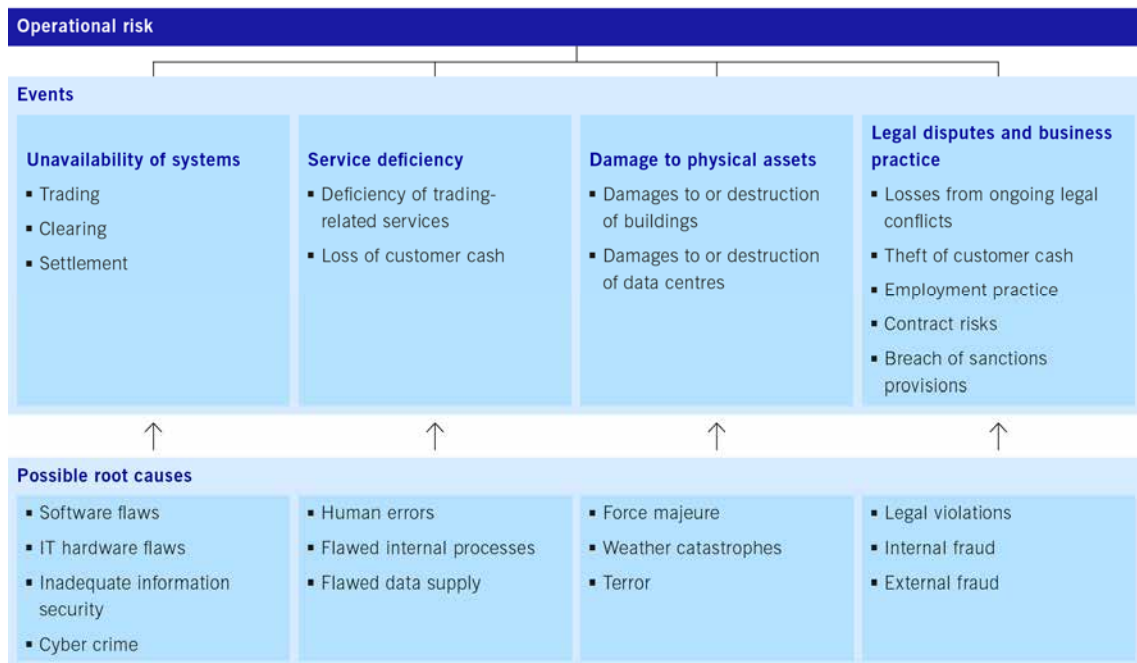 Operational risk
Events
Unavailability of systems
▪ Trading
▪ Clearing
▪ Settlement
Service deficiency
▪ Deficiency of trading-
related services
▪ Loss of customer cash
Damage to physical assets
▪ Damages to or destruction
of buildings
▪ Damages to or destruction
of data centres
Legal disputes and business
practice
▪ Losses from ongoing legal
conflicts
▪ Theft of customer cash
▪ Employment practice
▪ Contract risks
▪ Breach of sanctions
provisions
Possible root causes
▪ Software flaws
▪ IT hardware flaws
▪ Inadequate information
security
▪ Cyber crime
▪ Human errors
▪ Flawed internal processes
▪ Flawed data supply
▪ Force majeure
▪ Weather catastrophes
▪ Terror
▪ Legal violations
▪ Internal fraud
▪ External fraud